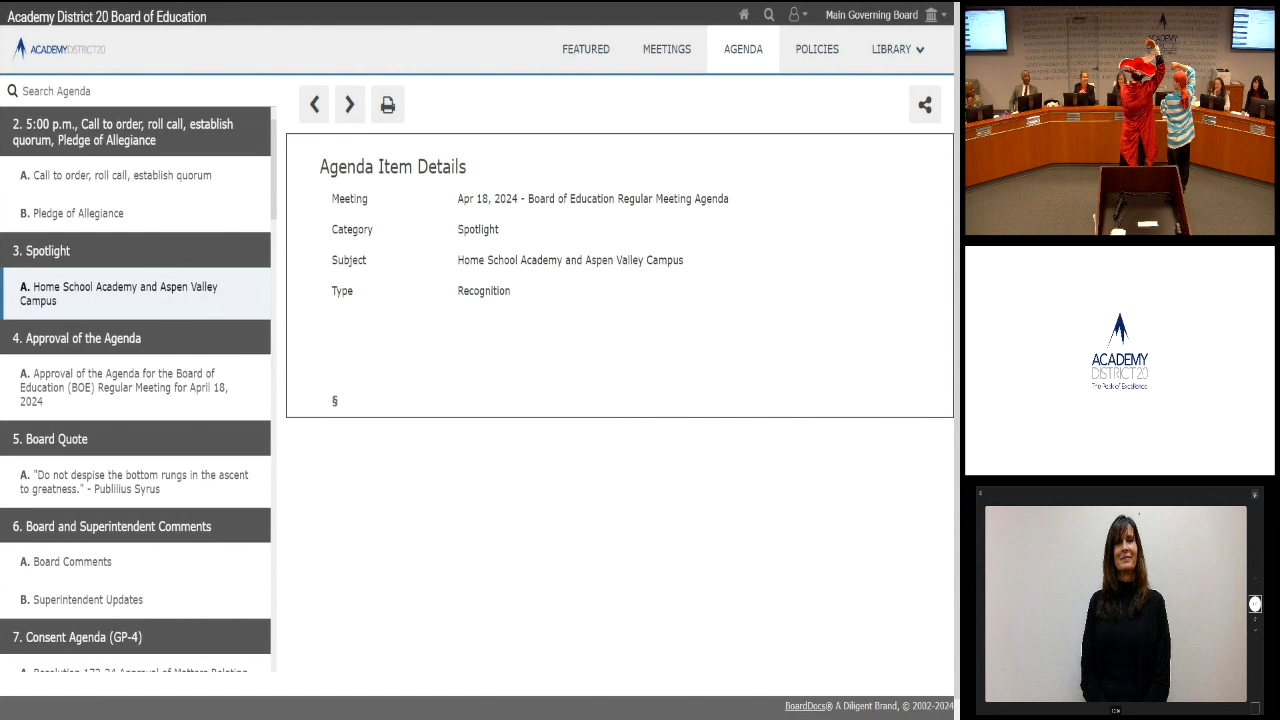 Academy District 20 Board of Education
Main Governing Board
ACADEMYDISTRICT20
FEATURED
MEETINGS
AGENDA
POLICIES
LIBRARY
Search Agenda
2. 5:00 p.m., Call to order, roll call, establish
quorum, Pledge of Allegiance
A. Call to order, roll call, establish quorum
B. Pledge of Allegiance
3. Spotlight
A. Home School Academy and Aspen Valley
Campus
4. Approval of the Agenda
A. Approval of the Agenda for the Board of
Education (BOE) Regular Meeting for April 18,
2024
5. Board Quote
A. "Do not despise the bottom rungs in the ascent
to greatness." - Publilius Syrus
6. Board and Superintendent Comments
A. Board Comments
B. Superintendent Updates
7. Consent Agenda (GP-4)
Agenda Item Details
Meeting
Apr 18, 2024 - Board of Education Regular Meeting Agenda
Category
Spotlight
Subject
Home School Academy and Aspen Valley Campus
Type
Recognition
§
BoardDocs® A Diligent Brand, © 2002-2024
ACADEMY
DISTRICT20
The Peak of Excellence